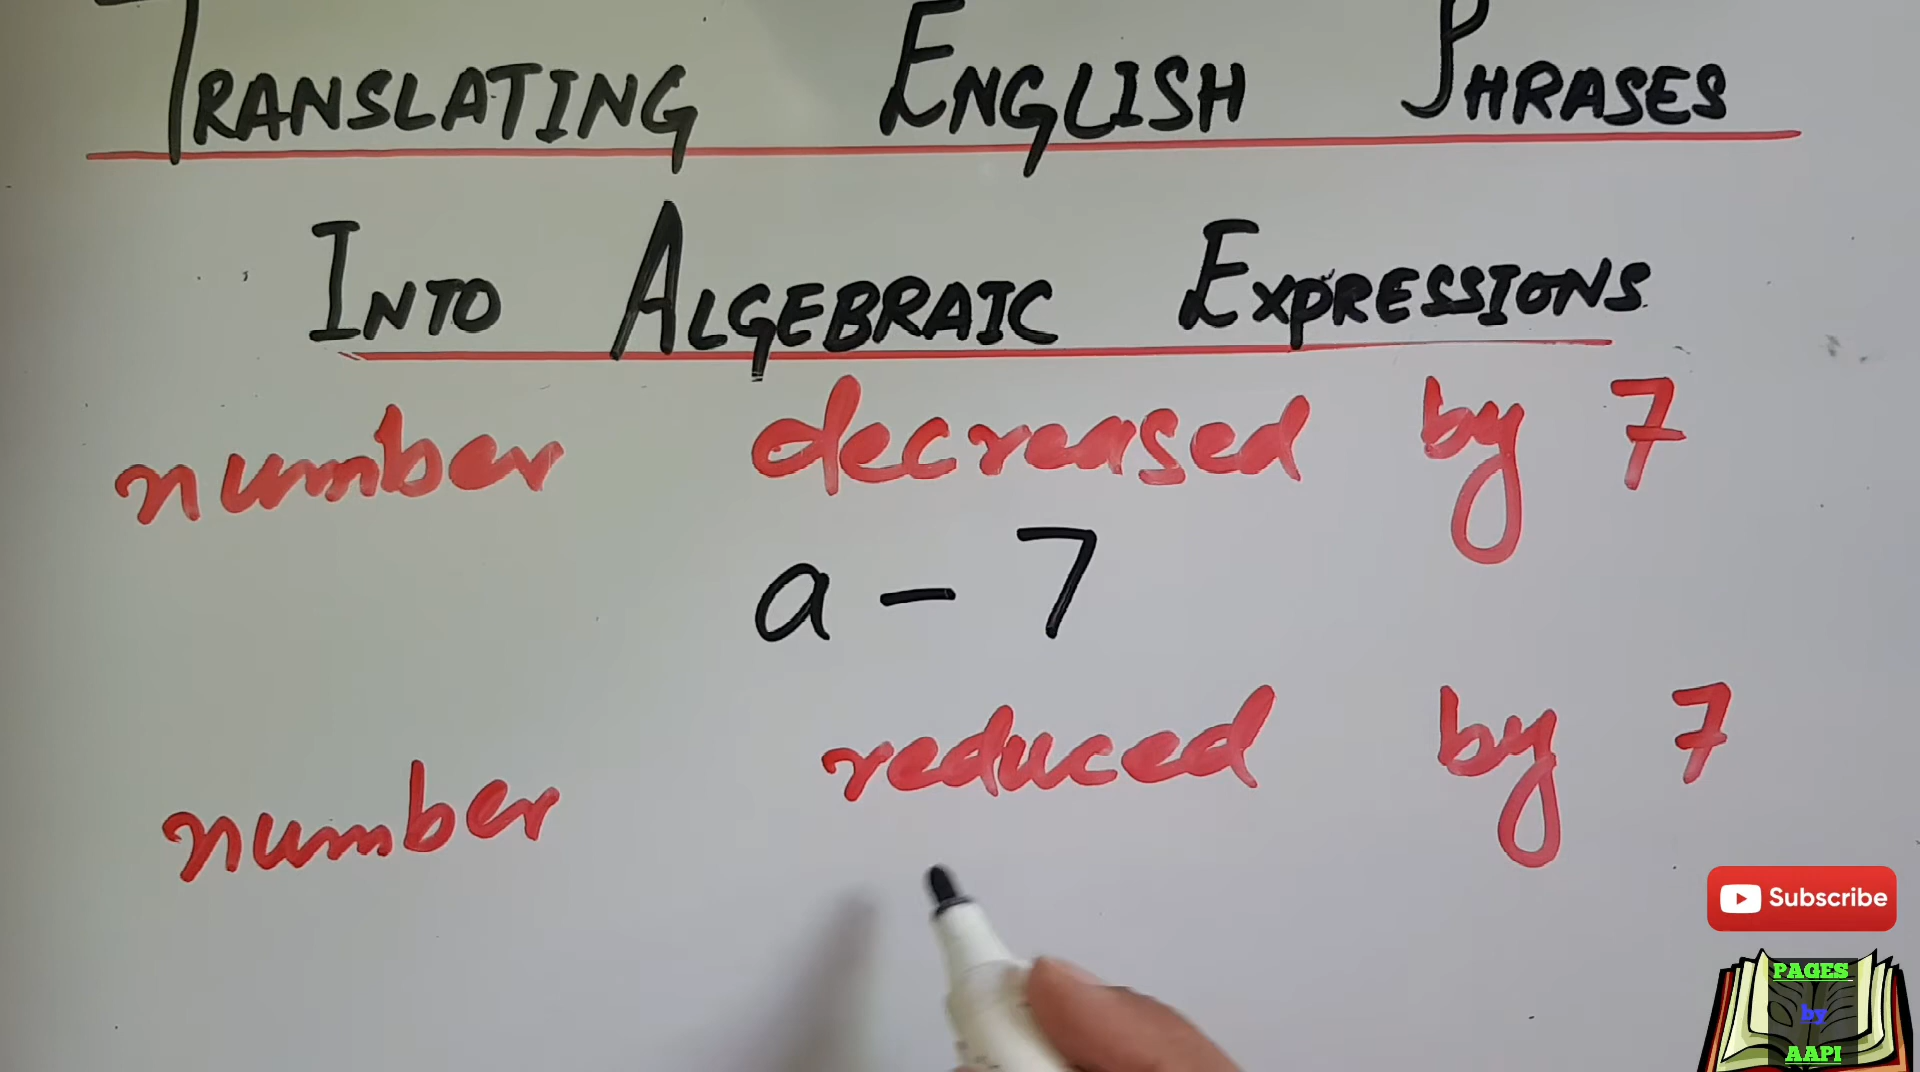 TRANSLATING ENGLISH PHRASES
INTO ALGEBRAIC EXPRESSIONS
number decreased by 7
a - 7
number reduced by 7
Subscribe
PAGES
by
AAPI